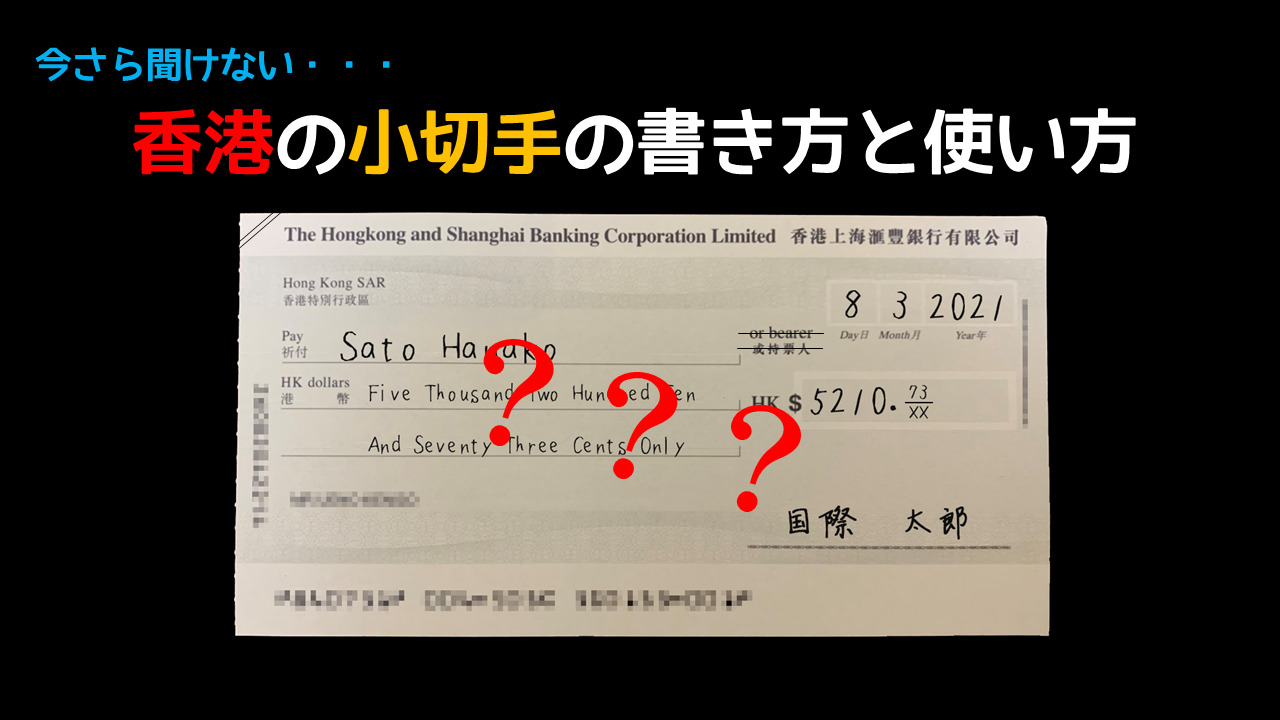 今さら聞けない・・・
香港の小切手の書き方と使い方
The Hongkong and Shanghai Banking Corporation Limited 香港上海滙豐銀行有限公司
Hong Kong SAR
香港特別行政區
8 3 2021
Day日 Month月 Year年
Pay
祈付
Sato Hanako
or bearer
或持票人
HK dollars
港 幣
Five Thousand Two Hundred Ten
HK $ 5210. 73/XX
And Seventy Three Cents Only
? ? ?
国際 太郎